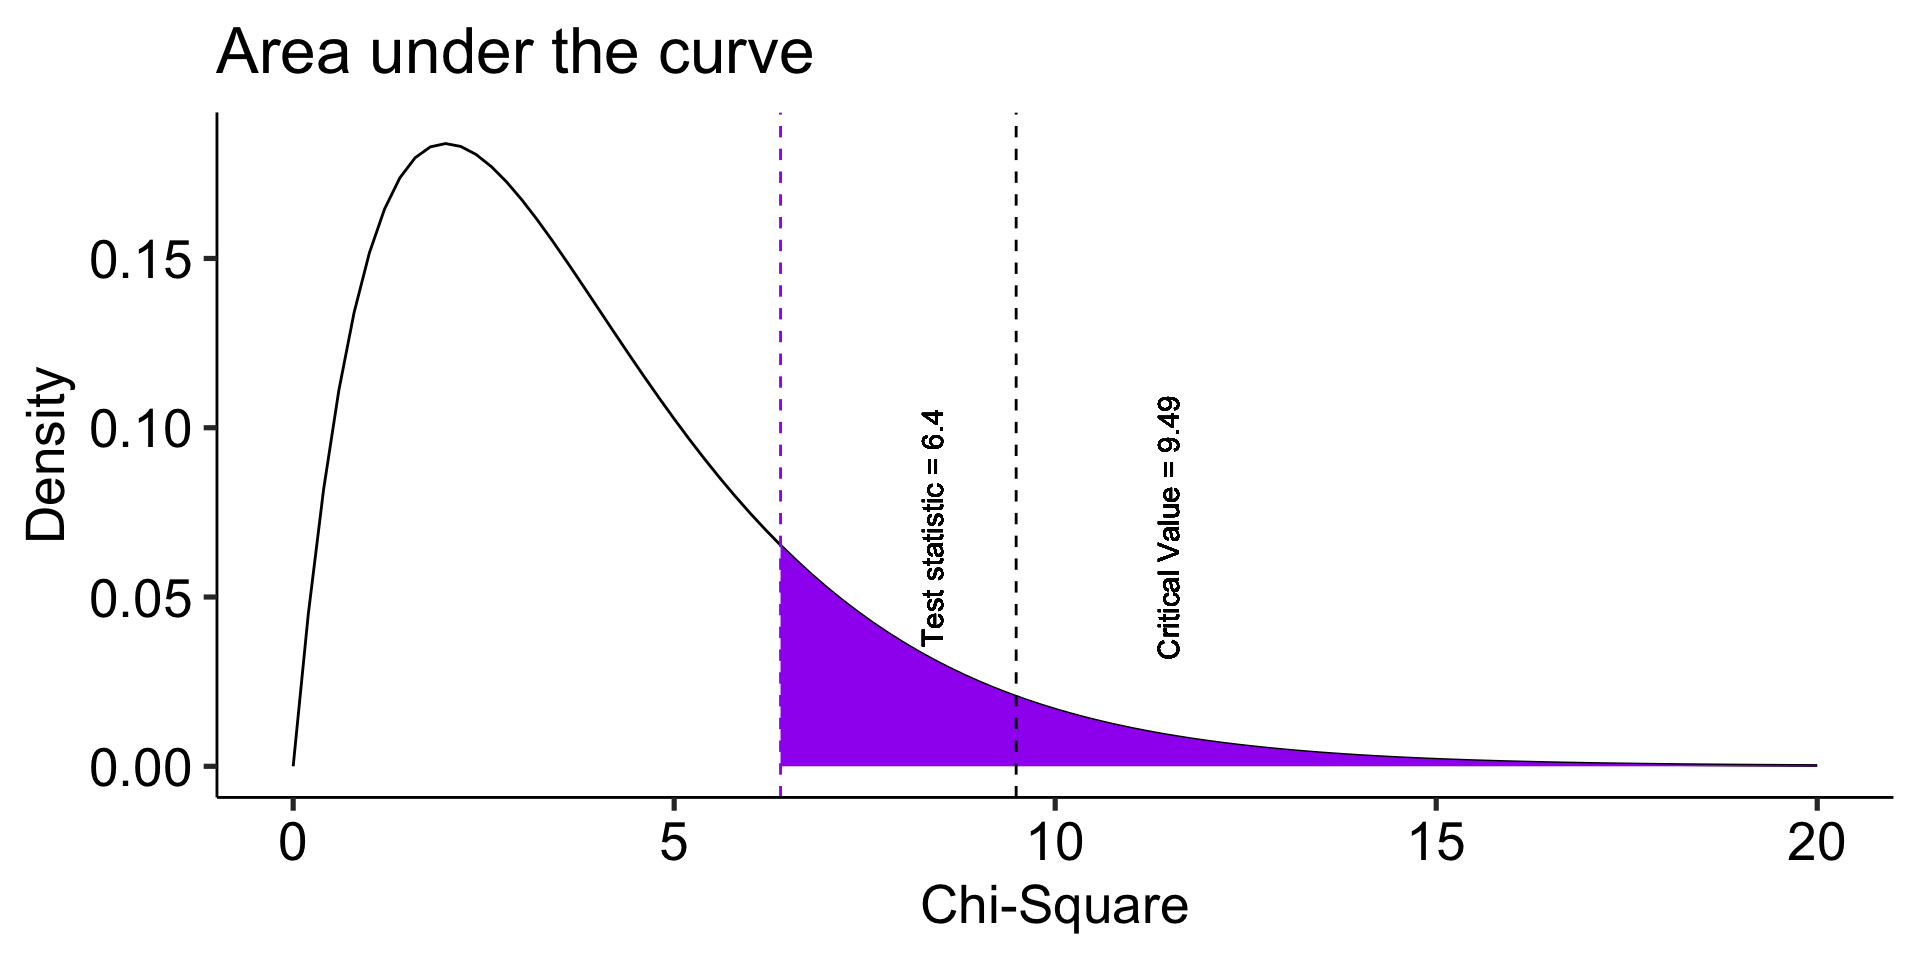 Area under the curve
Density
0.15
0.10
0.05
0.00
Test statistic = 6.4
Critical Value = 9.49
0 5 10 15 20
Chi-Square